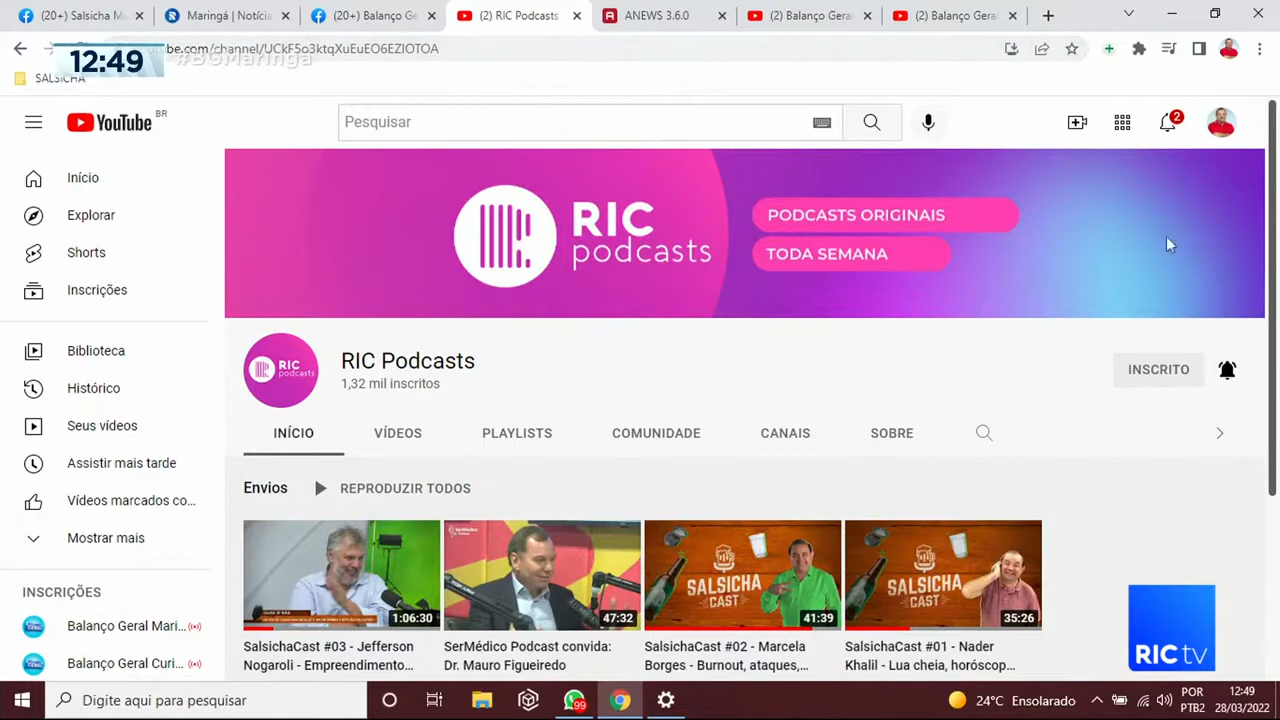 (20+) Salsicha Ma
Maringá | Notícia
(20+) Balanço Ge
(2) RIC Podcasts
ANEWS 3.6.0
(2) Balanço Geral
(2) Balanço Geral
12:49
tube.com/channel/UCkF5o3ktqXuEuEO6EZIOTOA
#BGMaringá
SALSICHA
YouTube BR
Pesquisar
2
Início
Explorar
Shorts
Inscrições
Biblioteca
Histórico
Seus vídeos
Assistir mais tarde
Vídeos marcados co...
Mostrar mais
INSCRIÇÕES
Balanço Geral Mari...
Balanço Geral Curi...
RIC
podcasts
PODCASTS ORIGINAIS
TODA SEMANA
RIC
podcasts
RIC Podcasts
1,32 mil inscritos
INSCRITO
INÍCIO VÍDEOS PLAYLISTS COMUNIDADE CANAIS SOBRE
Envios REPRODUZIR TODOS
1:06:30
SerMédico
47:32
SALSICHA
CAST
41:39
SALSICHA
CAST
35:26
SalsichaCast #03 - Jefferson
Nogaroli - Empreendimento...
SerMédico Podcast convida:
Dr. Mauro Figueiredo
SalsichaCast #02 - Marcela
Borges - Burnout, ataques,...
SalsichaCast #01 - Nader
Khalil - Lua cheia, horóscop...
RIC tv
Digite aqui para pesquisar
99
24°C Ensolarado
POR
PTB2
12:49
28/03/2022